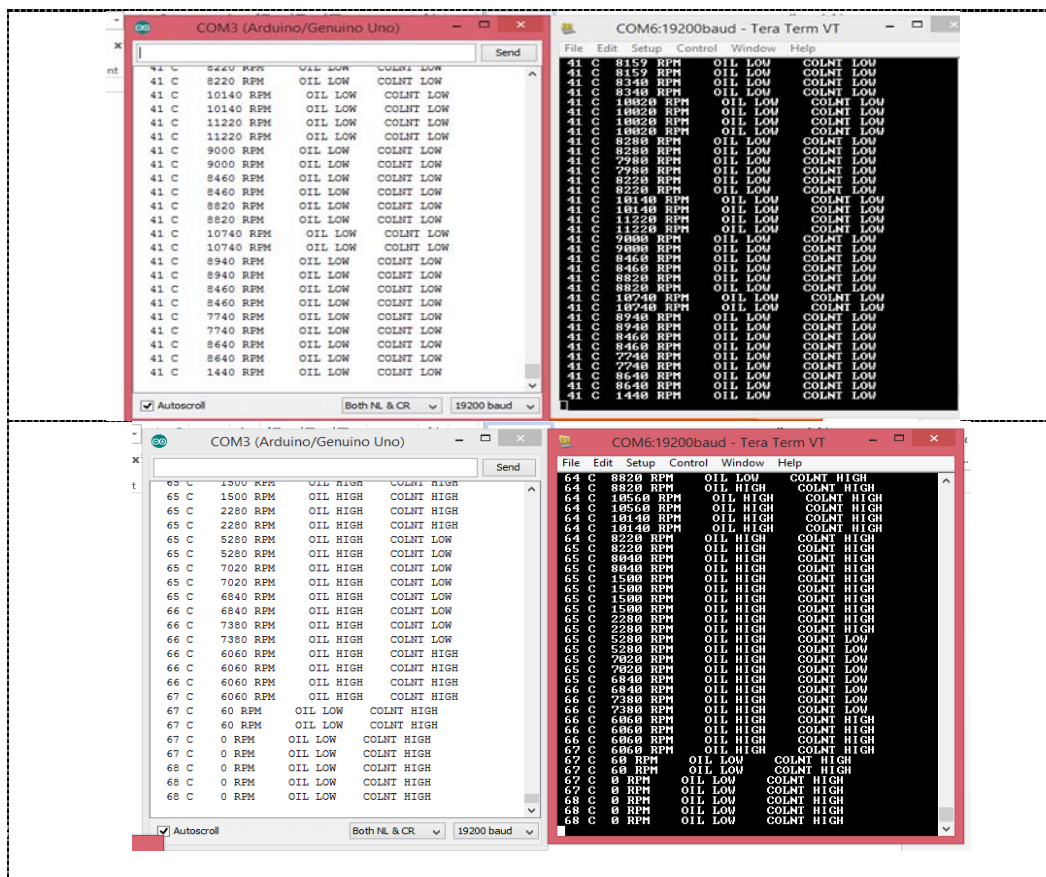 COM3 (Arduino/Genuino Uno)
Send
nt
41 C 8220 RPM OIL LOW COLNT LOW
41 C 8220 RPM OIL LOW COLNT LOW
41 C 10140 RPM OIL LOW COLNT LOW
41 C 10140 RPM OIL LOW COLNT LOW
41 C 11220 RPM OIL LOW COLNT LOW
41 C 11220 RPM OIL LOW COLNT LOW
41 C 9000 RPM OIL LOW COLNT LOW
41 C 9000 RPM OIL LOW COLNT LOW
41 C 8460 RPM OIL LOW COLNT LOW
41 C 8460 RPM OIL LOW COLNT LOW
41 C 8820 RPM OIL LOW COLNT LOW
41 C 8820 RPM OIL LOW COLNT LOW
41 C 10740 RPM OIL LOW COLNT LOW
41 C 10740 RPM OIL LOW COLNT LOW
41 C 8940 RPM OIL LOW COLNT LOW
41 C 8940 RPM OIL LOW COLNT LOW
41 C 8460 RPM OIL LOW COLNT LOW
41 C 8460 RPM OIL LOW COLNT LOW
41 C 7740 RPM OIL LOW COLNT LOW
41 C 7740 RPM OIL LOW COLNT LOW
41 C 8640 RPM OIL LOW COLNT LOW
41 C 8640 RPM OIL LOW COLNT LOW
41 C 1440 RPM OIL LOW COLNT LOW
Autoscroll Both NL & CR 19200 baud
COM6:19200baud - Tera Term VT
File Edit Setup Control Window Help
41 C 8159 RPM OIL LOW COLNT LOW
41 C 8159 RPM OIL LOW COLNT LOW
41 C 8340 RPM OIL LOW COLNT LOW
41 C 8340 RPM OIL LOW COLNT LOW
41 C 10020 RPM OIL LOW COLNT LOW
41 C 10020 RPM OIL LOW COLNT LOW
41 C 10020 RPM OIL LOW COLNT LOW
41 C 10020 RPM OIL LOW COLNT LOW
41 C 8280 RPM OIL LOW COLNT LOW
41 C 8280 RPM OIL LOW COLNT LOW
41 C 7980 RPM OIL LOW COLNT LOW
41 C 7980 RPM OIL LOW COLNT LOW
41 C 8220 RPM OIL LOW COLNT LOW
41 C 8220 RPM OIL LOW COLNT LOW
41 C 10140 RPM OIL LOW COLNT LOW
41 C 10140 RPM OIL LOW COLNT LOW
41 C 11220 RPM OIL LOW COLNT LOW
41 C 11220 RPM OIL LOW COLNT LOW
41 C 9000 RPM OIL LOW COLNT LOW
41 C 9000 RPM OIL LOW COLNT LOW
41 C 8460 RPM OIL LOW COLNT LOW
41 C 8460 RPM OIL LOW COLNT LOW
41 C 8820 RPM OIL LOW COLNT LOW
41 C 8820 RPM OIL LOW COLNT LOW
41 C 10740 RPM OIL LOW COLNT LOW
41 C 10740 RPM OIL LOW COLNT LOW
41 C 8940 RPM OIL LOW COLNT LOW
41 C 8940 RPM OIL LOW COLNT LOW
41 C 8460 RPM OIL LOW COLNT LOW
41 C 8460 RPM OIL LOW COLNT LOW
41 C 7740 RPM OIL LOW COLNT LOW
41 C 7740 RPM OIL LOW COLNT LOW
41 C 8640 RPM OIL LOW COLNT LOW
41 C 8640 RPM OIL LOW COLNT LOW
41 C 1440 RPM OIL LOW COLNT LOW
COM3 (Arduino/Genuino Uno)
Send
65 C 1500 RPM OIL HIGH COLNT HIGH
65 C 1500 RPM OIL HIGH COLNT HIGH
65 C 2280 RPM OIL HIGH COLNT HIGH
65 C 2280 RPM OIL HIGH COLNT HIGH
65 C 5280 RPM OIL HIGH COLNT LOW
65 C 5280 RPM OIL HIGH COLNT LOW
65 C 7020 RPM OIL HIGH COLNT LOW
65 C 7020 RPM OIL HIGH COLNT LOW
65 C 6840 RPM OIL HIGH COLNT LOW
66 C 6840 RPM OIL HIGH COLNT LOW
66 C 7380 RPM OIL HIGH COLNT LOW
66 C 7380 RPM OIL HIGH COLNT LOW
66 C 6060 RPM OIL HIGH COLNT HIGH
66 C 6060 RPM OIL HIGH COLNT HIGH
66 C 6060 RPM OIL HIGH COLNT HIGH
67 C 6060 RPM OIL HIGH COLNT HIGH
67 C 60 RPM OIL LOW COLNT HIGH
67 C 60 RPM OIL LOW COLNT HIGH
67 C 0 RPM OIL LOW COLNT HIGH
67 C 0 RPM OIL LOW COLNT HIGH
68 C 0 RPM OIL LOW COLNT HIGH
68 C 0 RPM OIL LOW COLNT HIGH
68 C 0 RPM OIL LOW COLNT HIGH
Autoscroll Both NL & CR 19200 baud
COM6:19200baud - Tera Term VT
File Edit Setup Control Window Help
64 C 8820 RPM OIL LOW COLNT HIGH
64 C 8820 RPM OIL HIGH COLNT HIGH
64 C 10560 RPM OIL HIGH COLNT HIGH
64 C 10560 RPM OIL HIGH COLNT HIGH
64 C 10140 RPM OIL HIGH COLNT HIGH
64 C 10140 RPM OIL HIGH COLNT HIGH
64 C 8220 RPM OIL HIGH COLNT HIGH
65 C 8220 RPM OIL HIGH COLNT HIGH
65 C 8040 RPM OIL HIGH COLNT HIGH
65 C 8040 RPM OIL HIGH COLNT HIGH
65 C 1500 RPM OIL HIGH COLNT HIGH
65 C 1500 RPM OIL HIGH COLNT HIGH
65 C 1500 RPM OIL HIGH COLNT HIGH
65 C 1500 RPM OIL HIGH COLNT HIGH
65 C 2280 RPM OIL HIGH COLNT HIGH
65 C 2280 RPM OIL HIGH COLNT HIGH
65 C 5280 RPM OIL HIGH COLNT LOW
65 C 5280 RPM OIL HIGH COLNT LOW
65 C 7020 RPM OIL HIGH COLNT LOW
65 C 7020 RPM OIL HIGH COLNT LOW
65 C 6840 RPM OIL HIGH COLNT LOW
66 C 6840 RPM OIL HIGH COLNT LOW
66 C 7380 RPM OIL HIGH COLNT LOW
66 C 7380 RPM OIL HIGH COLNT LOW
66 C 6060 RPM OIL HIGH COLNT HIGH
66 C 6060 RPM OIL HIGH COLNT HIGH
66 C 6060 RPM OIL HIGH COLNT HIGH
67 C 6060 RPM OIL HIGH COLNT HIGH
67 C 60 RPM OIL LOW COLNT HIGH
67 C 60 RPM OIL LOW COLNT HIGH
67 C 0 RPM OIL LOW COLNT HIGH
67 C 0 RPM OIL LOW COLNT HIGH
68 C 0 RPM OIL LOW COLNT HIGH
68 C 0 RPM OIL LOW COLNT HIGH
68 C 0 RPM OIL LOW COLNT HIGH